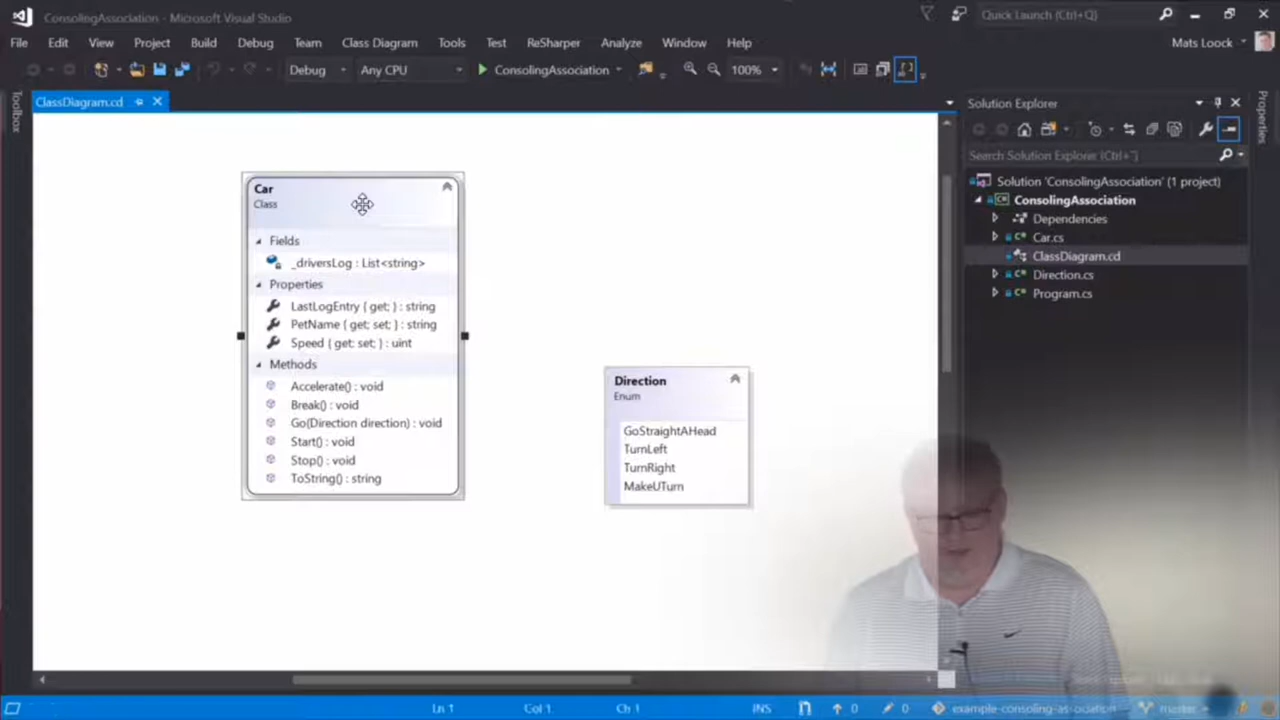 ConsolingAssociation - Microsoft Visual Studio
Quick Launch (Ctrl+Q)
File Edit View Project Build Debug Team Class Diagram Tools Test ReSharper Analyze Window Help
Mats Loock
Debug Any CPU ConsolingAssociation 100%
Toolbox
ClassDiagram.cd
Car
Class
Fields
_driversLog : List<string>
Properties
LastLogEntry { get; } : string
PetName { get; set; } : string
Speed { get; set; } : uint
Methods
Accelerate() : void
Break() : void
Go(Direction direction) : void
Start() : void
Stop() : void
ToString() : string
Direction
Enum
GoStraightAHead
TurnLeft
TurnRight
MakeUTurn
Solution Explorer
Search Solution Explorer (Ctrl+¨)
Solution 'ConsolingAssociation' (1 project)
ConsolingAssociation
Dependencies
Car.cs
ClassDiagram.cd
Direction.cs
Program.cs
Properties
Ln 1 Col 1 Ch 1 INS 0 0 example-consoling-association master